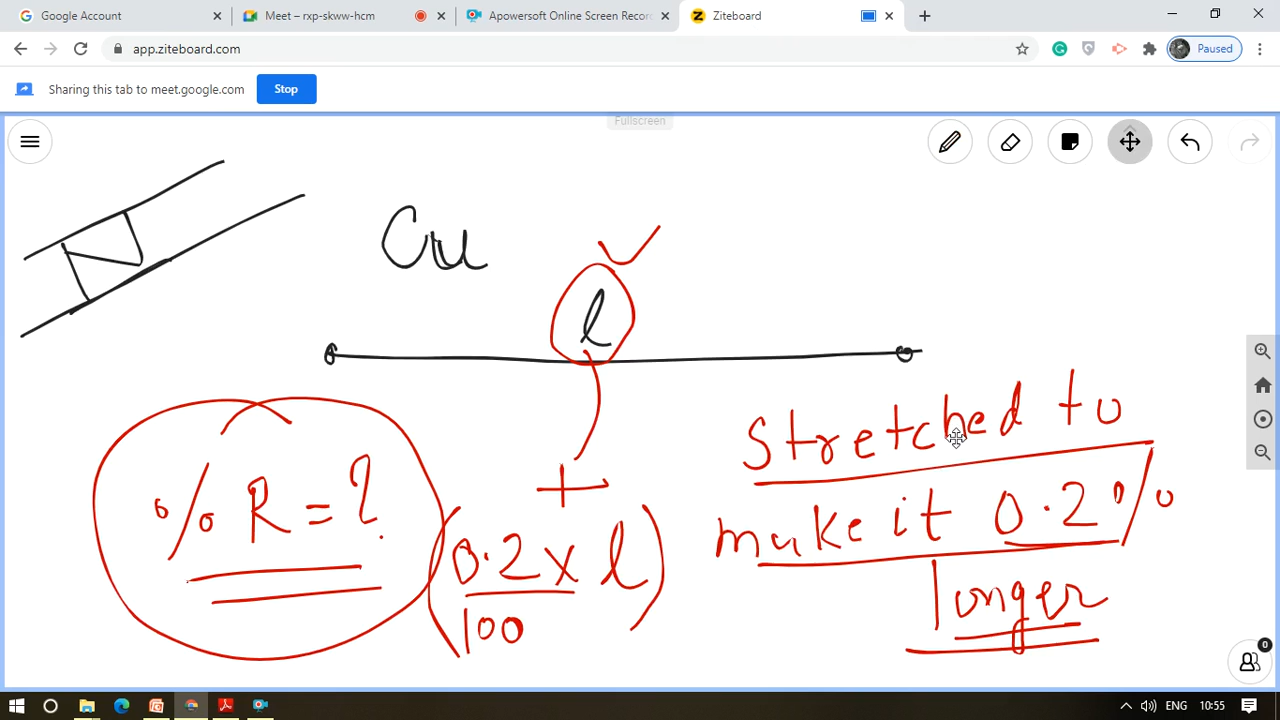 Google Account
Meet – rxp-skww-hcm
Apowersoft Online Screen Recor
Ziteboard
app.ziteboard.com
Paused
Sharing this tab to meet.google.com
Stop
Fullscreen
Cu
l
Stretched to
make it 0.2%
longer
% R = ?
+
(0.2 x l)
100
0
ENG
10:55